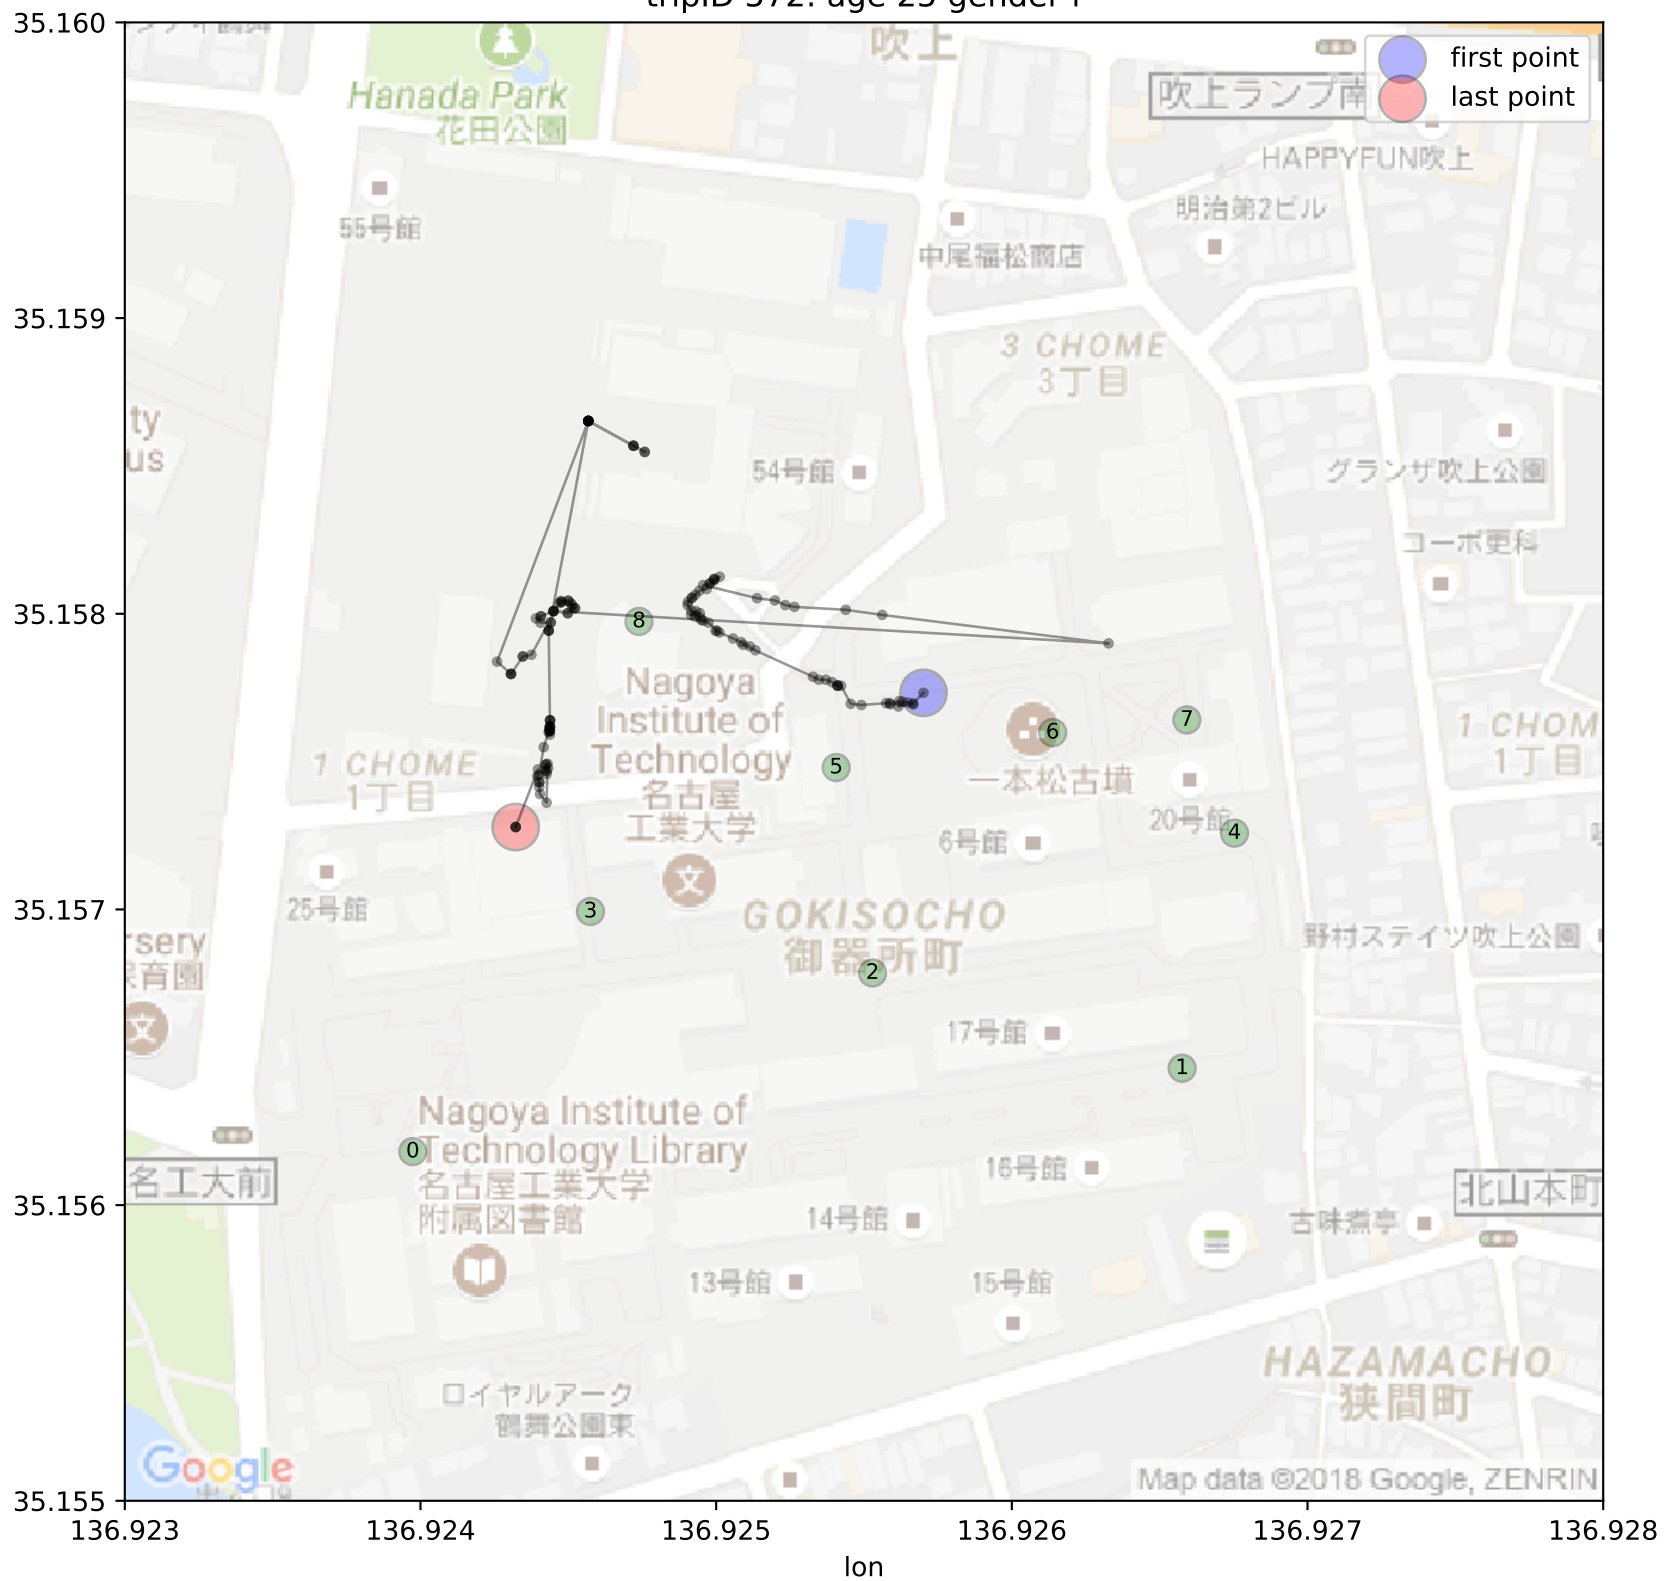 35.160
first point
last point
吹上
吹上ランプ南
Hanada Park
花田公園
HAPPYFUN吹上
明治第2ビル
55号館
中尾福松商店
35.159
3 CHOME
3丁目
ty
us
54号館
グランザ吹上公園
コーポ更科
35.158
8
Nagoya
Institute of
Technology
名古屋
工業大学
7
6
1 CHOM
1丁目
5
1 CHOME
1丁目
一本松古墳
20号館
4
6号館
25号館
3
35.157
GOKISOCHO
御器所町
野村ステイツ吹上公園
rsery
育園
2
17号館
1
Nagoya Institute of
Technology Library
名古屋工業大学
附属図書館
0
名工大前
16号館
北山本町
35.156
14号館
古味煮亭
13号館
15号館
HAZAMACHO
狭間町
ロイヤルアーク
鶴舞公園東
Google
Map data ©2018 Google, ZENRIN
35.155
136.923
136.924
136.925
136.926
136.927
136.928
lon